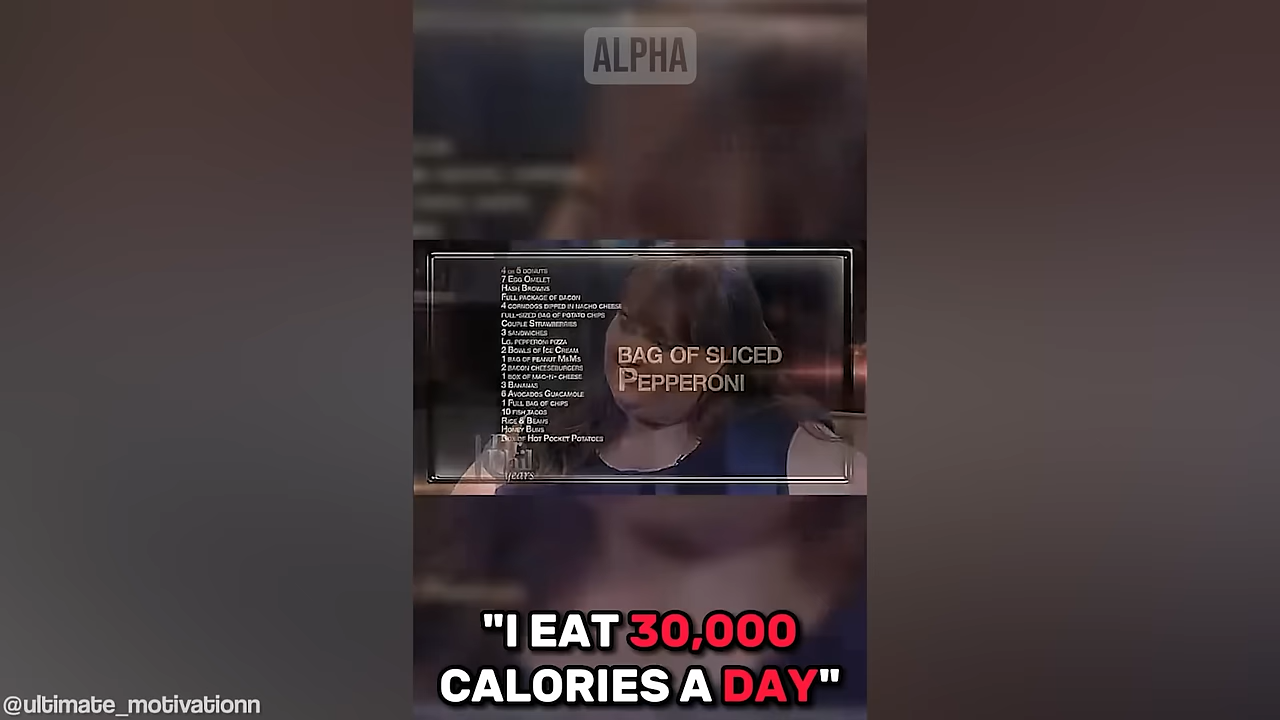 ALPHA
4 or 5 donuts
7 Egg Omelet
Hash Browns
Full package of bacon
4 corndogs dipped in nacho cheese
full-sized bag of potato chips
Couple Strawberries
3 sandwiches
Lg. pepperoni pizza
2 Bowls of Ice Cream
1 bag of peanut M&Ms
2 bacon cheeseburgers
1 box of mac-n- cheese
3 Bananas
6 Avocados Guacamole
1 Full bag of chips
10 fish tacos
Rice & Beans
Honey Buns
Box of Hot Pocket Potatoes
BAG OF SLICED
PEPPERONI
Phil
years
"I EAT 30,000
CALORIES A DAY"
@ultimate_motivationn